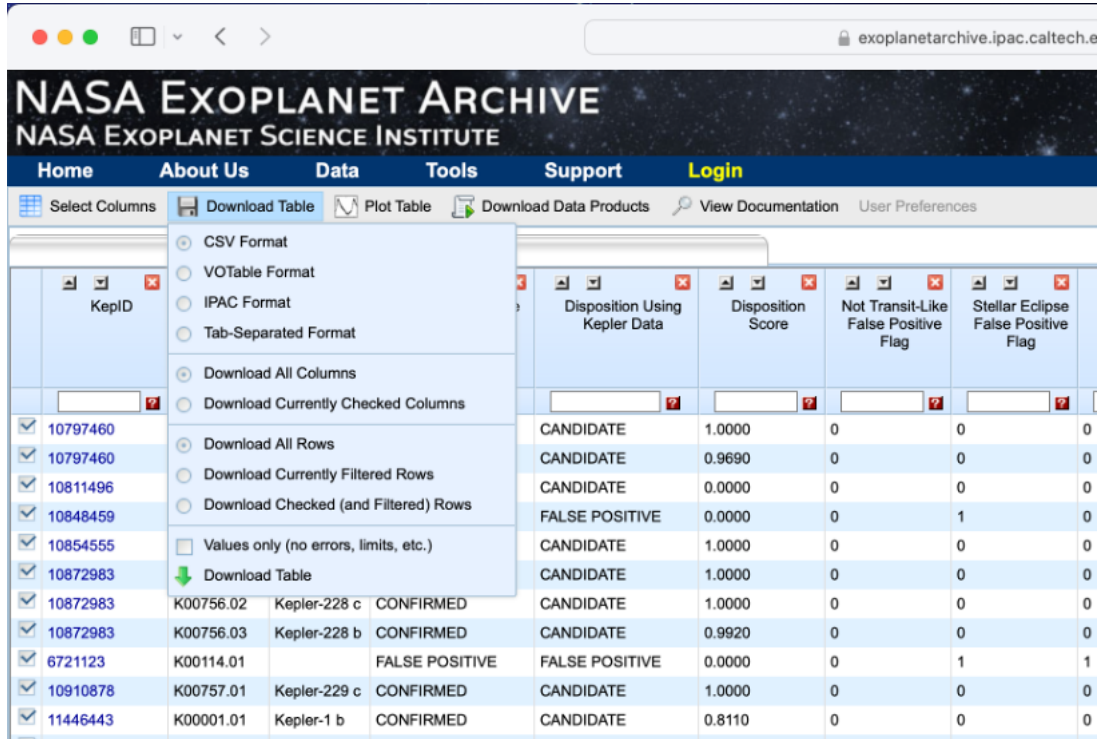 exoplanetarchive.ipac.caltech.e
NASA EXOPLANET ARCHIVE
NASA EXOPLANET SCIENCE INSTITUTE
Home About Us Data Tools Support Login
Select Columns Download Table Plot Table Download Data Products View Documentation User Preferences
CSV Format
VOTable Format
IPAC Format
Tab-Separated Format
Download All Columns
Download Currently Checked Columns
Download All Rows
Download Currently Filtered Rows
Download Checked (and Filtered) Rows
Values only (no errors, limits, etc.)
Download Table
KepID Disposition Using Kepler Data Disposition Score Not Transit-Like False Positive Flag Stellar Eclipse False Positive Flag
10797460 CANDIDATE 1.0000 0 0 0
10797460 CANDIDATE 0.9690 0 0 0
10811496 CANDIDATE 0.0000 0 0 0
10848459 FALSE POSITIVE 0.0000 0 1 0
10854555 CANDIDATE 1.0000 0 0 0
10872983 CANDIDATE 1.0000 0 0 0
10872983 K00756.02 Kepler-228 c CONFIRMED CANDIDATE 1.0000 0 0 0
10872983 K00756.03 Kepler-228 b CONFIRMED CANDIDATE 0.9920 0 0 0
6721123 K00114.01 FALSE POSITIVE FALSE POSITIVE 0.0000 0 1 1
10910878 K00757.01 Kepler-229 c CONFIRMED CANDIDATE 1.0000 0 0 0
11446443 K00001.01 Kepler-1 b CONFIRMED CANDIDATE 0.8110 0 0 0